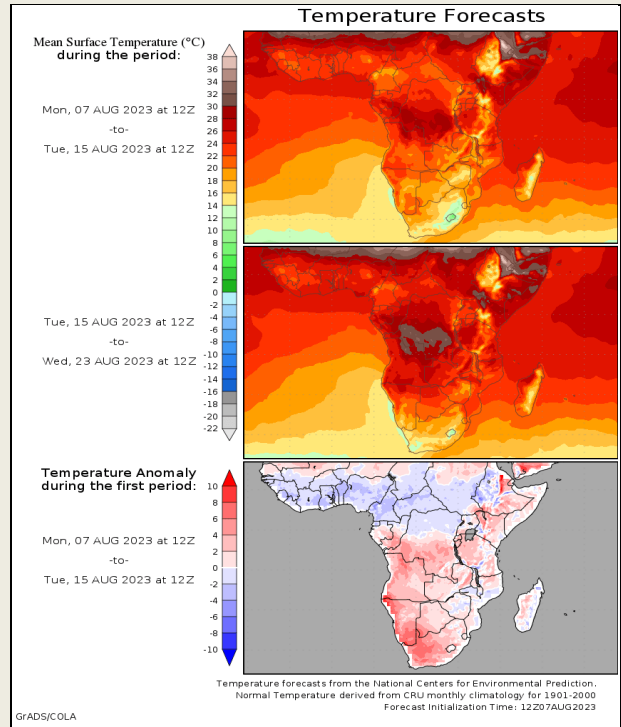 Temperature Forecasts
Mean Surface Temperature (°C)
during the period:
Mon, 07 AUG 2023 at 12Z
-to-
Tue, 15 AUG 2023 at 12Z
38
36
34
32
30
28
26
24
22
20
18
16
14
12
10
8
6
4
2
0
-2
-4
-6
-8
-10
-12
-14
-16
-18
-20
-22
Tue, 15 AUG 2023 at 12Z
-to-
Wed, 23 AUG 2023 at 12Z
Temperature Anomaly
during the first period:
Mon, 07 AUG 2023 at 12Z
-to-
Tue, 15 AUG 2023 at 12Z
10
8
6
4
2
0
-2
-4
-6
-8
-10
Temperature forecasts from the National Centers for Environmental Prediction.
Normal Temperature derived from CRU monthly climatology for 1901-2000
Forecast Initialization Time: 12Z07AUG2023
GrADS/COLA